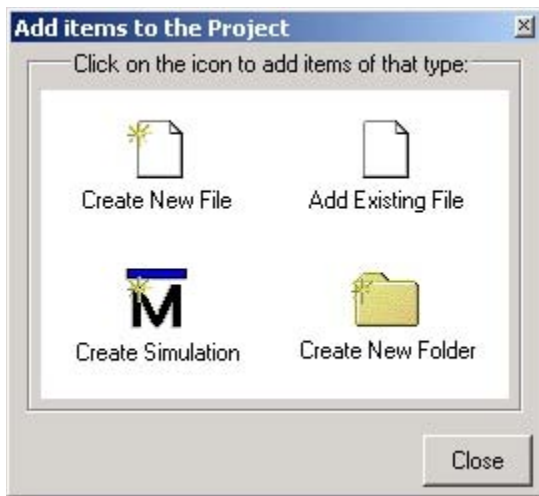 Add items to the Project
Click on the icon to add items of that type:
Create New File
Add Existing File
M
Create Simulation
Create New Folder
Close